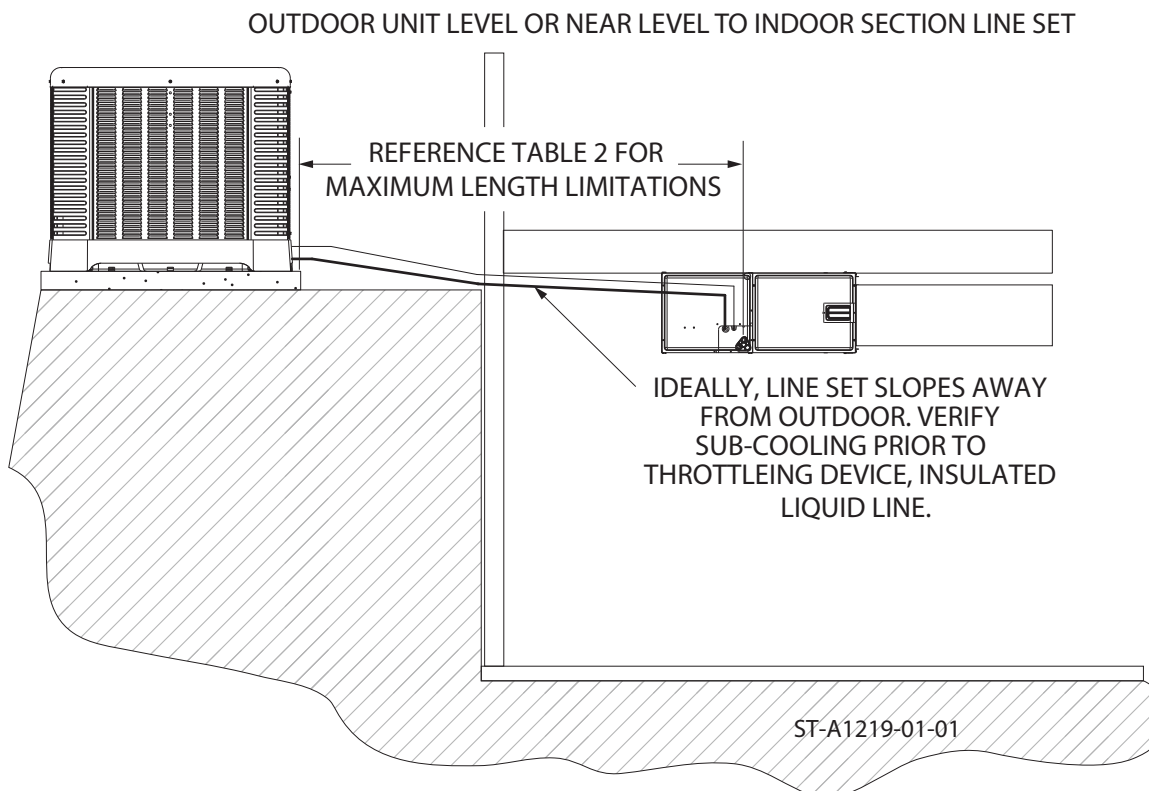 OUTDOOR UNIT LEVEL OR NEAR LEVEL TO INDOOR SECTION LINE SET
REFERENCE TABLE 2 FOR
MAXIMUM LENGTH LIMITATIONS
IDEALLY, LINE SET SLOPES AWAY
FROM OUTDOOR. VERIFY
SUB-COOLING PRIOR TO
THROTTLEING DEVICE, INSULATED
LIQUID LINE.
ST-A1219-01-01